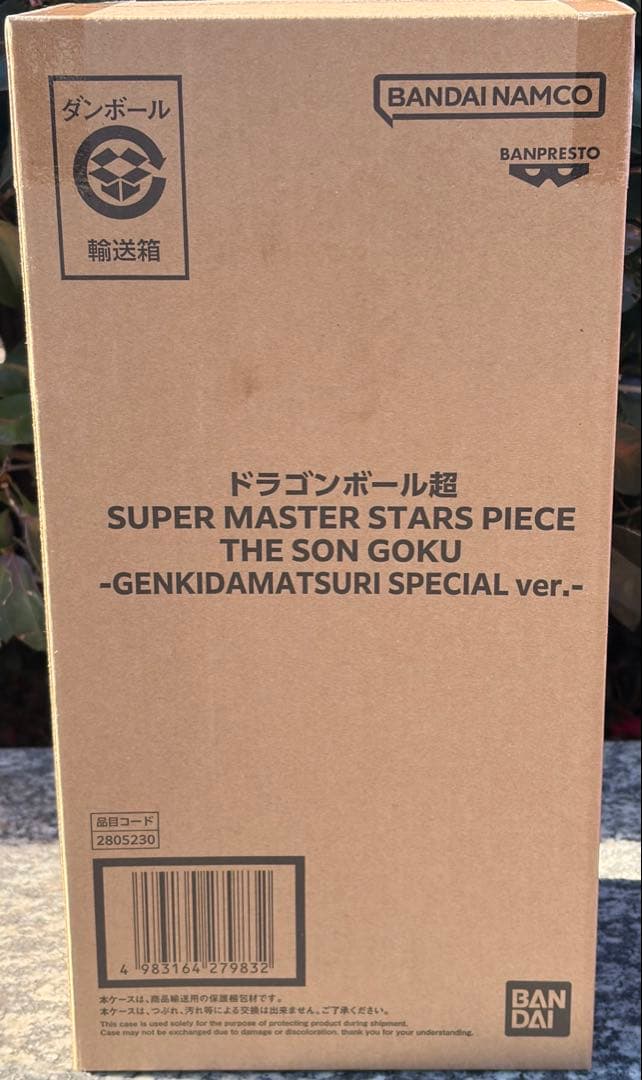 ダンボール
輸送箱
BANDAI NAMCO
BANPRESTO
ドラゴンボール超
SUPER MASTER STARS PIECE
THE SON GOKU
-GENKIDAMATSURI SPECIAL ver.-
品目コード
2805230
4 983164 279832
本ケースは、商品輸送用の保護梱包材です。
本ケースは、つぶれ、汚れ等による交換は出来ません。ご了承ください。
This case is used solely for the purpose of protecting product during shipment.
Case may not be exchanged due to damage or discoloration. thank you for your understanding.
BAN
DAI